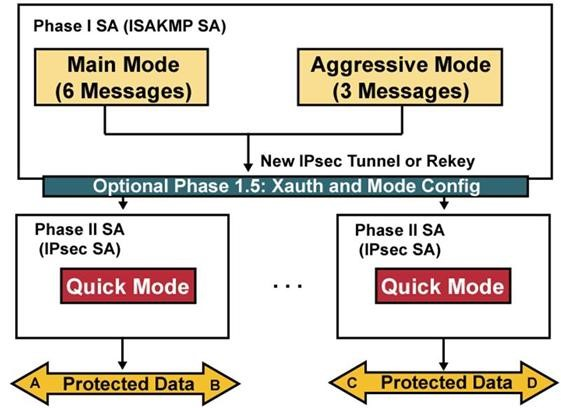 Phase I SA (ISAKMP SA)
Main Mode
(6 Messages)
Aggressive Mode
(3 Messages)
New IPsec Tunnel or Rekey
Optional Phase 1.5: Xauth and Mode Config
Phase II SA
(IPsec SA)
Quick Mode
. . .
Phase II SA
(IPsec SA)
Quick Mode
A Protected Data B
C Protected Data D